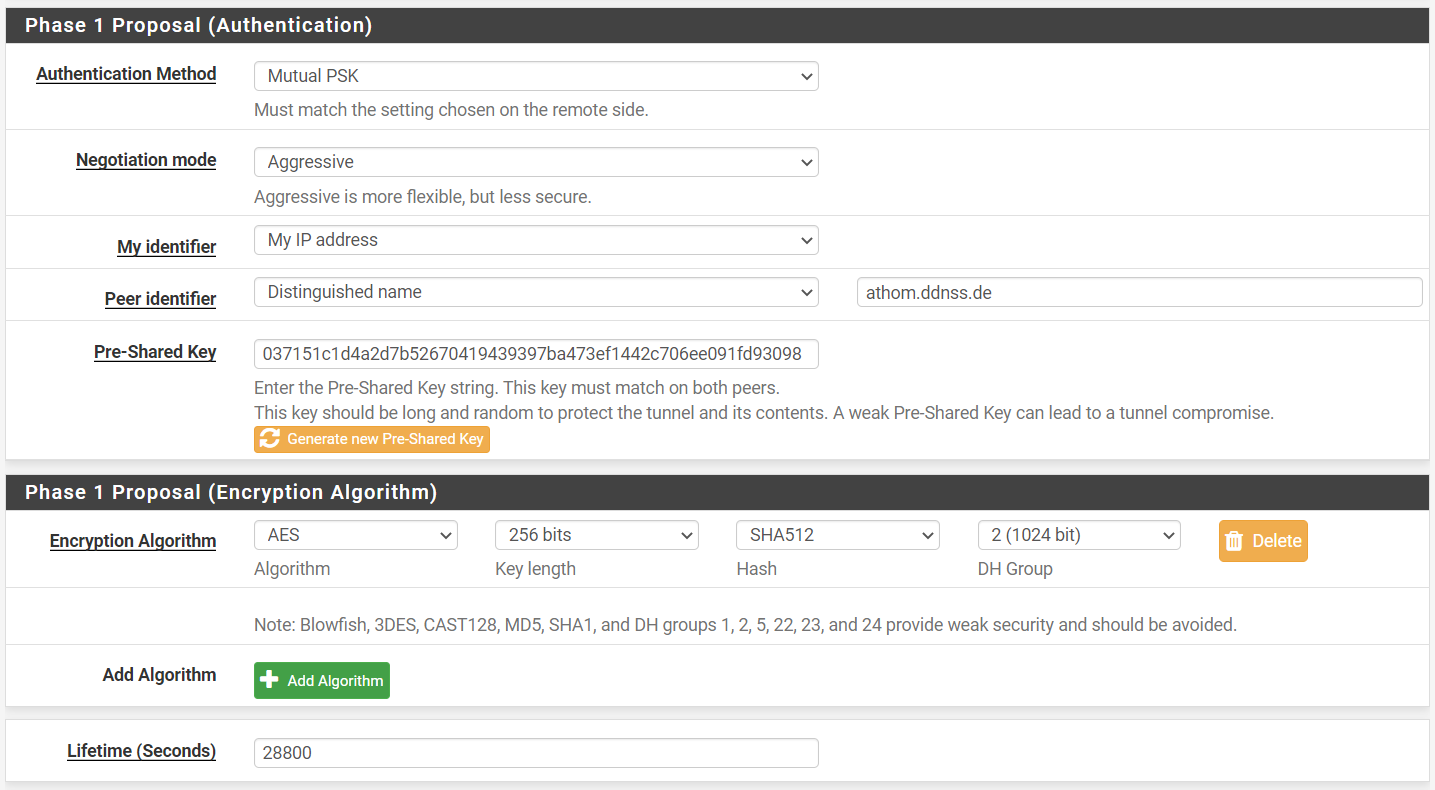 Phase 1 Proposal (Authentication)
Authentication Method
Mutual PSK
Must match the setting chosen on the remote side.
Negotiation mode
Aggressive
Aggressive is more flexible, but less secure.
My identifier
My IP address
Peer identifier
Distinguished name
athom.ddnss.de
Pre-Shared Key
037151c1d4a2d7b52670419439397ba473ef1442c706ee091fd93098
Enter the Pre-Shared Key string. This key must match on both peers.
This key should be long and random to protect the tunnel and its contents. A weak Pre-Shared Key can lead to a tunnel compromise.
Generate new Pre-Shared Key
Phase 1 Proposal (Encryption Algorithm)
Encryption Algorithm
AES 256 bits SHA512 2 (1024 bit) Delete
Algorithm Key length Hash DH Group
Note: Blowfish, 3DES, CAST128, MD5, SHA1, and DH groups 1, 2, 5, 22, 23, and 24 provide weak security and should be avoided.
Add Algorithm
Add Algorithm
Lifetime (Seconds)
28800